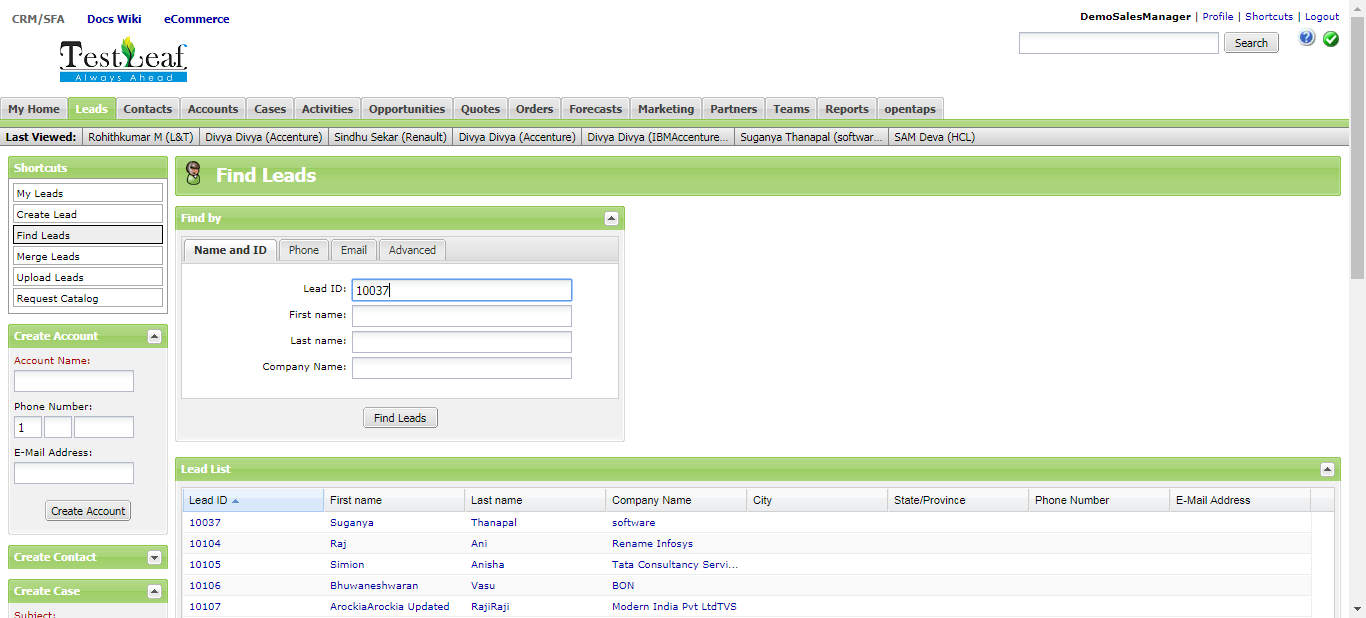 CRM/SFA Docs Wiki eCommerce
DemoSalesManager | Profile | Shortcuts | Logout
Search
TestLeaf
Always Ahead
My Home Leads Contacts Accounts Cases Activities Opportunities Quotes Orders Forecasts Marketing Partners Teams Reports opentaps
Last Viewed: Rohithkumar M (L&T) Divya Divya (Accenture) Sindhu Sekar (Renault) Divya Divya (Accenture) Divya Divya (IBMAccenture... Suganya Thanapal (softwar... SAM Deva (HCL)
Shortcuts
My Leads
Create Lead
Find Leads
Merge Leads
Upload Leads
Request Catalog
Create Account
Account Name:
Phone Number:
1
E-Mail Address:
Create Account
Create Contact
Create Case
Subject:
Find Leads
Find by
Name and ID Phone Email Advanced
Lead ID: 10037
First name:
Last name:
Company Name:
Find Leads
Lead List
Lead ID First name Last name Company Name City State/Province Phone Number E-Mail Address
10037 Suganya Thanapal software
10104 Raj Ani Rename Infosys
10105 Simion Anisha Tata Consultancy Servi...
10106 Bhuwaneshwaran Vasu BON
10107 ArockiaArockia Updated RajiRaji Modern India Pvt LtdTVS